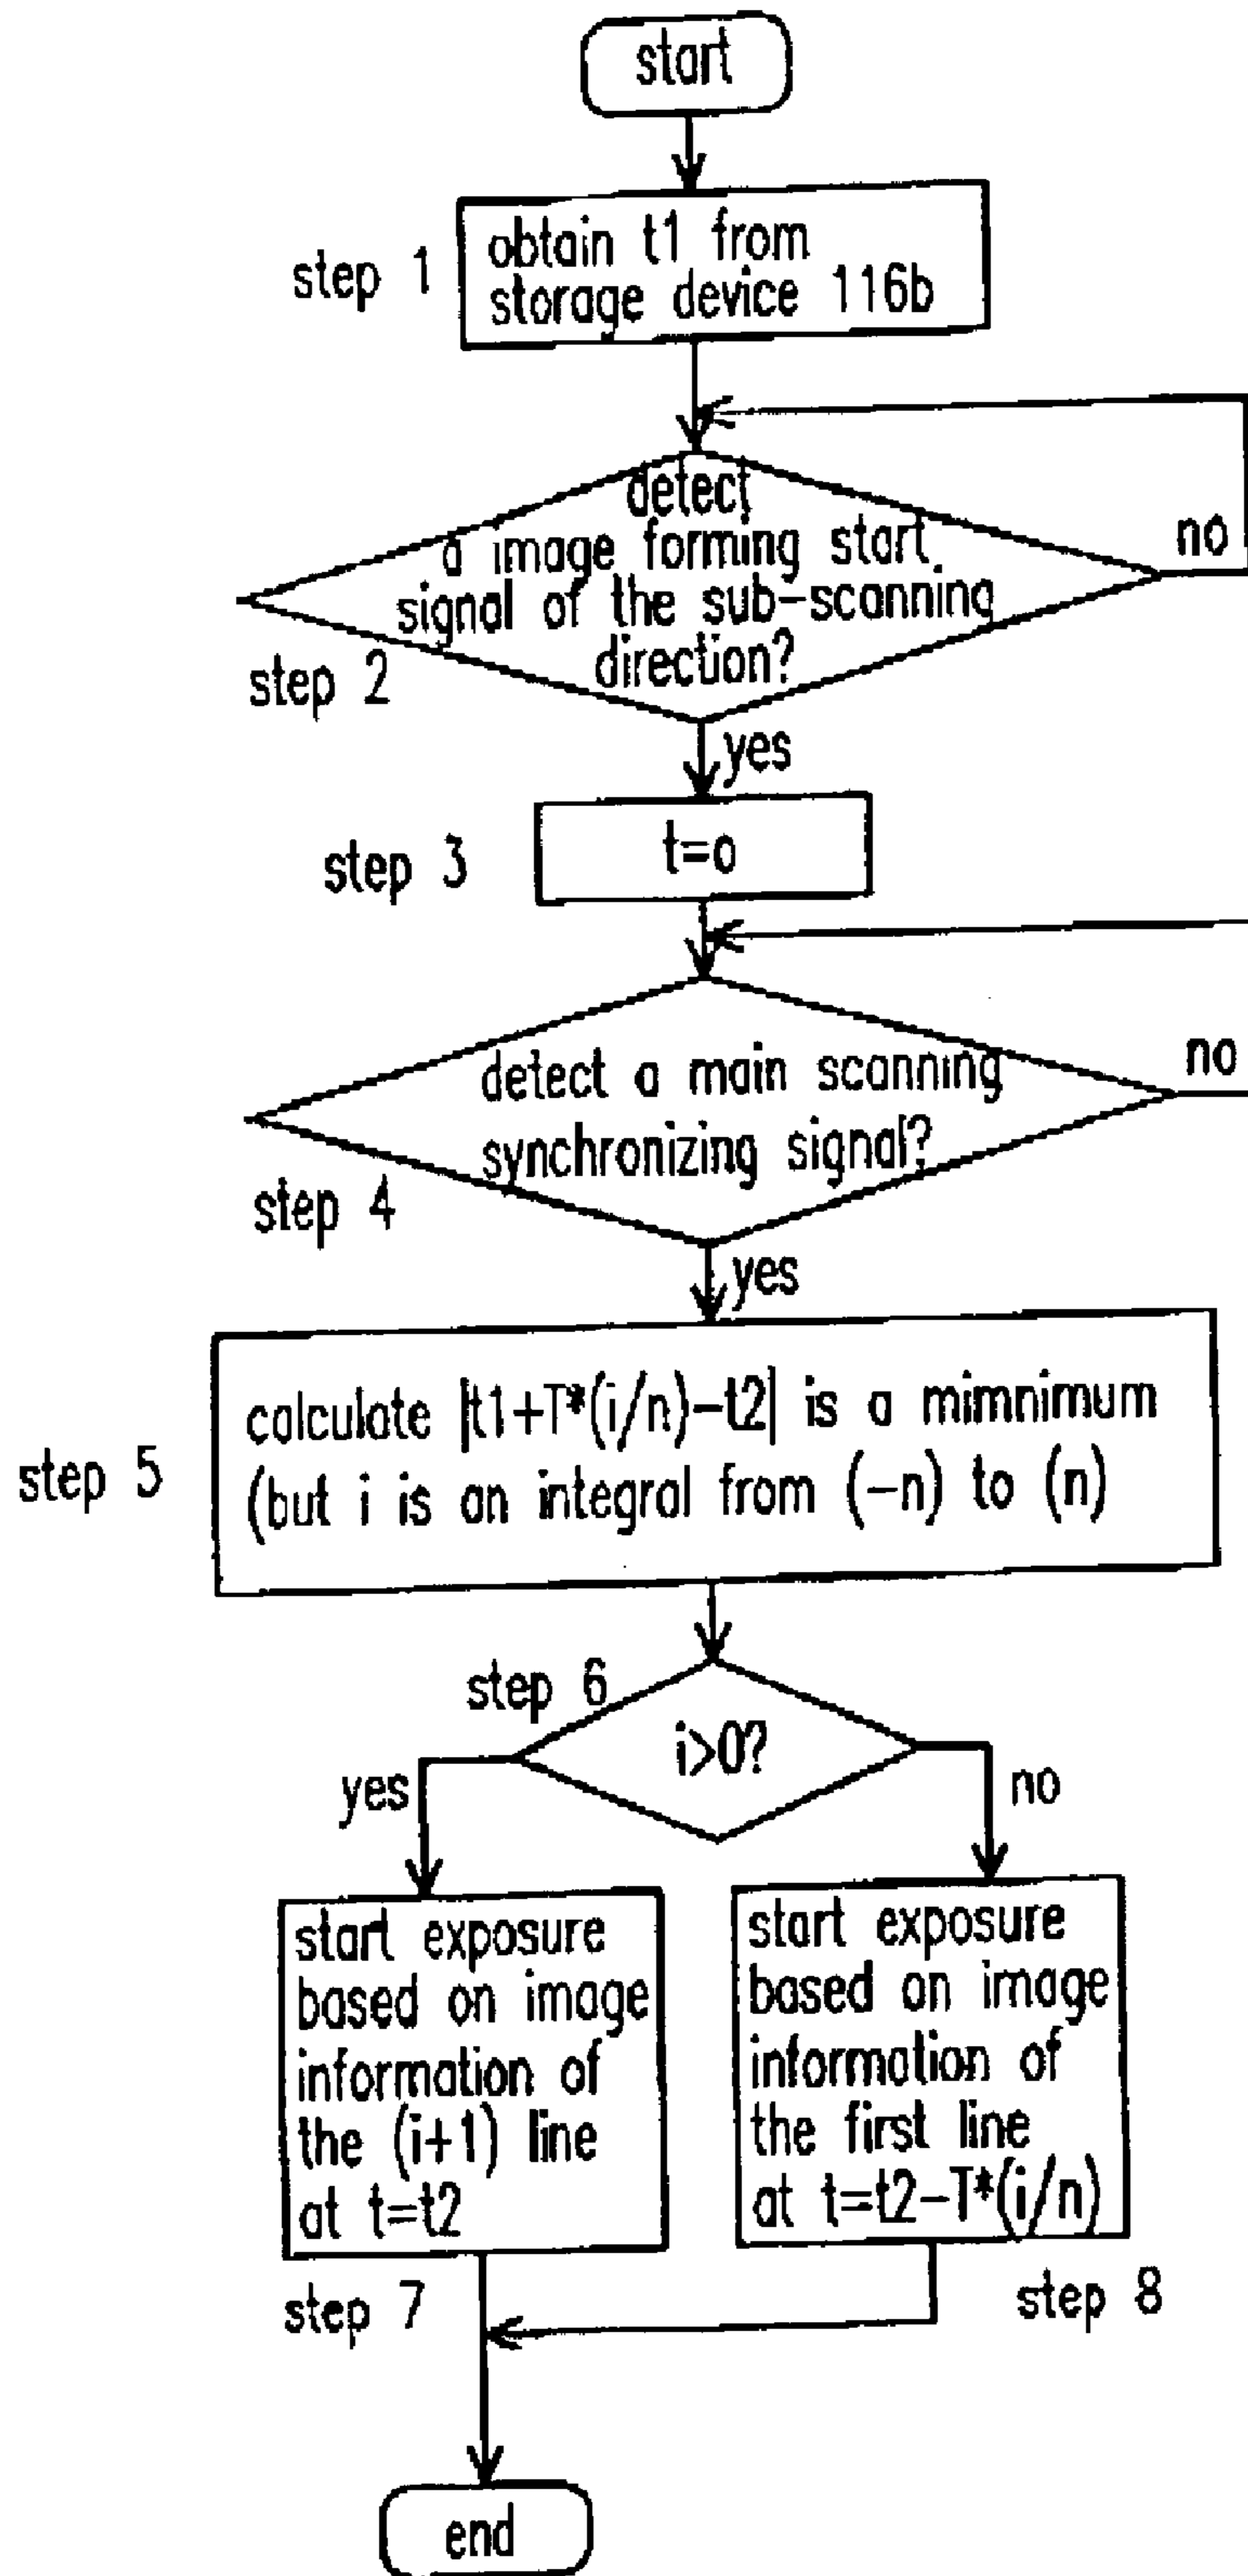 start
step 1
obtain t1 from
storage device 116b
detect
a image forming start
signal of the sub-scanning
direction?
no
step 2
yes
step 3
t=o
detect a main scanning
synchronizing signal?
no
step 4
yes
step 5
calculate |t1+T*(i/n)-t2| is a mimnimum
(but i is an integral from (-n) to (n)
step 6
i>0?
yes
no
start exposure
based on image
information of
the (i+1) line
at t=t2
step 7
start exposure
based on image
information of
the first line
at t=t2-T*(i/n)
step 8
end